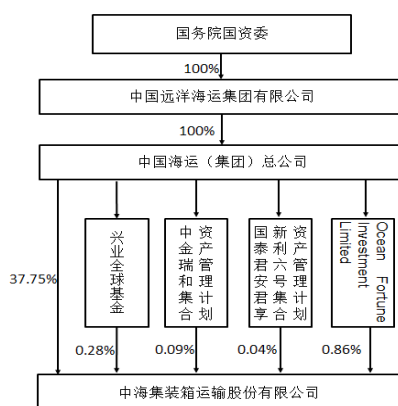 国务院国资委
100%
中国远洋海运集团有限公司
100%
中国海运（集团）总公司
37.75%
兴业全球基金
中金瑞和集合
资产管理计划
国泰君安君享
新利六号集合
资产管理计划
Ocean Fortune
Investment
Limited
0.28%
0.09%
0.04%
0.86%
中海集装箱运输股份有限公司